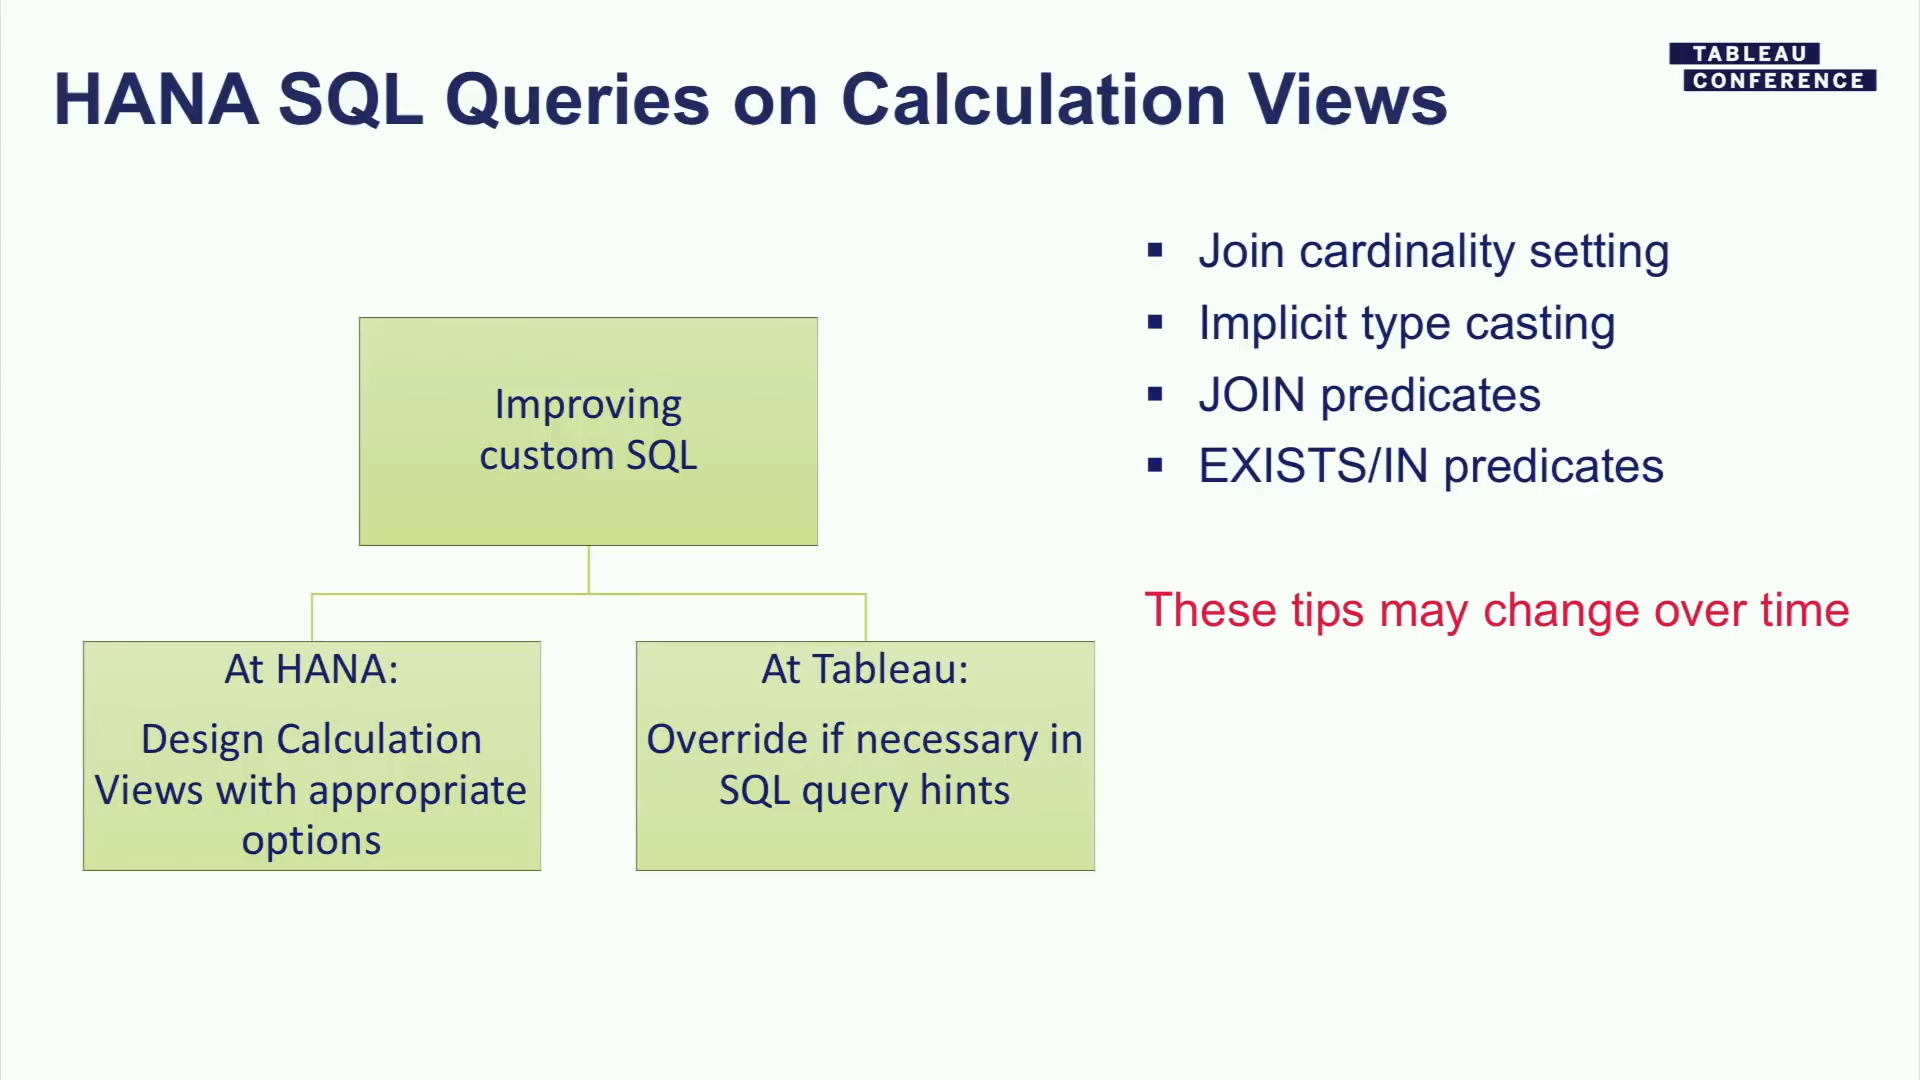 HANA SQL Queries on Calculation Views
TABLEAU
CONFERENCE
Improving
custom SQL
At HANA:
Design Calculation
Views with appropriate
options
At Tableau:
Override if necessary in
SQL query hints
▪ Join cardinality setting
▪ Implicit type casting
▪ JOIN predicates
▪ EXISTS/IN predicates
These tips may change over time